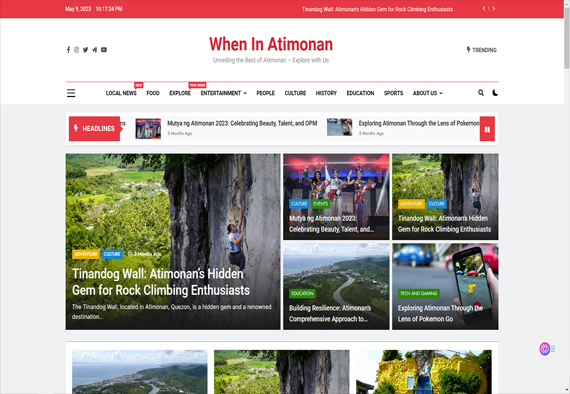 May 9, 2023 10:17:34 PM
Tinandog Wall: Atimonan's Hidden Gem for Rock Climbing Enthusiasts
When In Atimonan
Unveiling the Best of Atimonan – Explore with Us
TRENDING
NEW
THIS WEEK
LOCAL NEWS FOOD EXPLORE ENTERTAINMENT PEOPLE CULTURE HISTORY EDUCATION SPORTS ABOUT US
HEADLINES
Mutya ng Atimonan 2023: Celebrating Beauty, Talent, and OPM
3 Months Ago
Exploring Atimonan Through the Lens of Pokemon
3 Months Ago
ADVENTURE CULTURE 3 Months Ago
Tinandog Wall: Atimonan's Hidden
Gem for Rock Climbing Enthusiasts
The Tinandog Wall, located in Atimonan, Quezon, is a hidden gem and a renowned
destination...
CULTURE EVENTS
Mutya ng Atimonan 2023:
Celebrating Beauty, Talent, and...
ADVENTURE CULTURE
Tinandog Wall: Atimonan's Hidden
Gem for Rock Climbing Enthusiasts
EDUCATION
Building Resilience: Atimonan's
Comprehensive Approach to...
TECH AND GAMING
Exploring Atimonan Through the
Lens of Pokemon Go